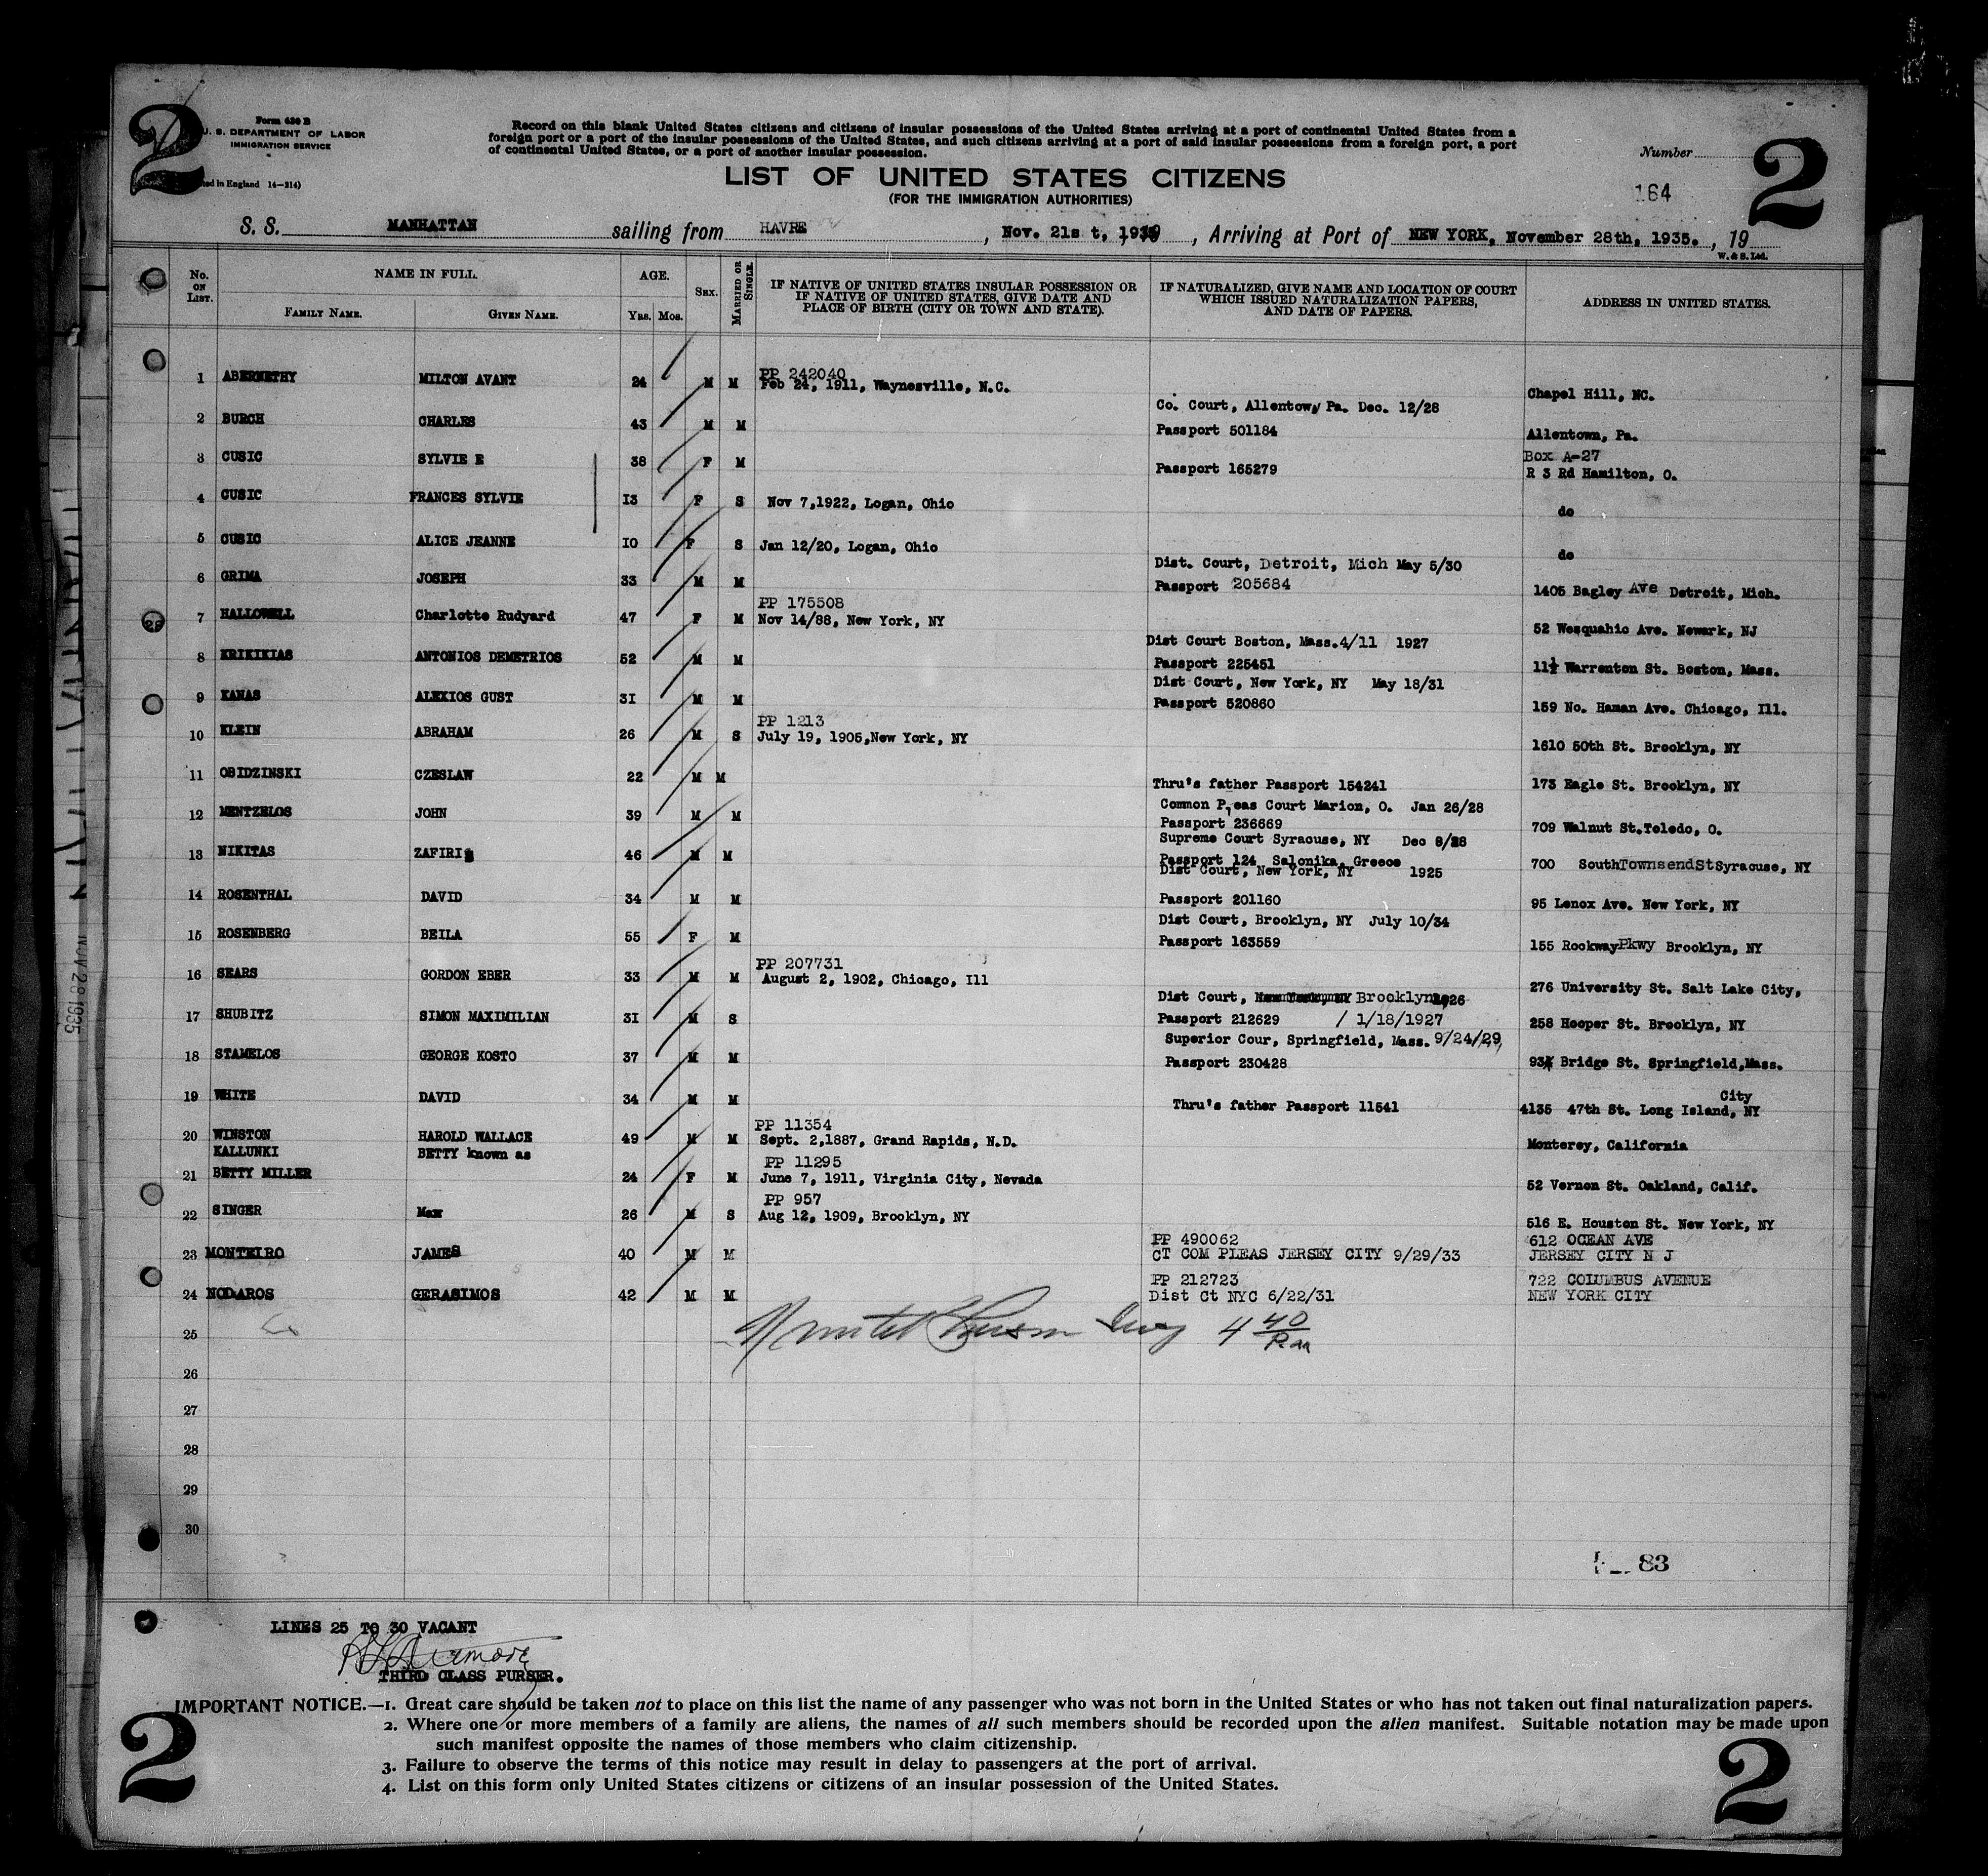 2
2
Form 630 B
U. S. DEPARTMENT OF LABOR
IMMIGRATION SERVICE
ted in England 14—214)
Record on this blank United States citizens and citizens of insular possessions of the United States arriving at a port of continental United States from a
foreign port or a port of the insular possessions of the United States, and such citizens arriving at a port of said insular possessions from a foreign port, a port
of continental United States, or a port of another insular possession.
Number
LIST OF UNITED STATES CITIZENS
(FOR THE IMMIGRATION AUTHORITIES)
164
S. S. MANHATTAN sailing from HAVRE, Nov. 21s t, 193, Arriving at Port of NEW YORK, November 28th, 1935., 19
W. & S. Ltd.
No. ON LIST. NAME IN FULL. AGE. SEX. MARRIED OR SINGLE. IF NATIVE OF UNITED STATES INSULAR POSSESSION OR IF NATIVE OF UNITED STATES, GIVE DATE AND PLACE OF BIRTH (CITY OR TOWN AND STATE). IF NATURALIZED, GIVE NAME AND LOCATION OF COURT WHICH ISSUED NATURALIZATION PAPERS, AND DATE OF PAPERS. ADDRESS IN UNITED STATES.
FAMILY NAME. GIVEN NAME. Yrs. Mos.
PP 242040
1 ABERNETHY MILTON AVANT 24 M M Feb 24, 1911, Waynesville, N.C. Chapel Hill, NC.
Co. Court, Allentown Pa. Dec. 12/28
2 BURCH CHARLES 43 M M Passport 501184 Allentown, Pa.
Box A-27
3 CUSIC SYLVIE E 38 F M Passport 165279 R 3 Rd Hamilton, O.
4 CUSIC FRANCES SYLVIE 13 F S Nov 7,1922, Logan, Ohio do
5 CUSIC ALICE JEANNE 10 F S Jan 12/20, Logan, Ohio do
Dist. Court, Detroit, Mich May 5/30
6 GRIMA JOSEPH 33 M M Passport 205684 1405 Bagley Ave Detroit, Mich.
PP 175508
7 HALLOWELL Charlotte Rudyard 47 F M Nov 14/88, New York, NY 52 Wesquahic Ave. Newark, NJ
Dist Court Boston, Mass.4/11 1927
8 KRIKIKIAS ANTONIOS DEMETRIOS 52 M M Passport 225451 11½ Warrenton St. Boston, Mass.
Dist Court, New York, NY May 18/31
9 KANAS ALEXIOS GUST 31 M M Passport 520860 159 No. Haman Ave. Chicago, Ill.
PP 1213
10 KLEIN ABRAHAM 26 M S July 19, 1905,New York, NY 1610 50th St. Brooklyn, NY
11 OBIDZINSKI CZESLAW 22 M M Thru's father Passport 154241 173 Eagle St. Brooklyn, NY
Common P,eas Court Marion, O. Jan 26/28
12 MENTZELOS JOHN 39 M M Passport 236669 709 Walnut St.Toledo, O.
Supreme Court Syracuse, NY Dec 8/28
13 NIKITAS ZAFIRIS 46 M M Passport 124 Salonika, Greece 700 South Townsend St Syracuse, NY
Dist Court, New York, NY 1925
14 ROSENTHAL DAVID 34 M M Passport 201160 95 Lenox Ave. New York, NY
Dist Court, Brooklyn, NY July 10/34
15 ROSENBERG BEILA 55 F M Passport 163559 155 Rockway Pkwy Brooklyn, NY
PP 207731
16 SEARS GORDON EBER 33 M M August 2, 1902, Chicago, Ill 276 University St. Salt Lake City,
Dist Court, Brooklyn 1926
17 SHUBITZ SIMON MAXIMILIAN 31 M S Passport 212629 / 1/18/1927 258 Hooper St. Brooklyn, NY
Superior Cour, Springfield, Mass. 9/24/29
18 STAMELOS GEORGE KOSTO 37 M M Passport 230428 93 Bridge St. Springfield,Mass.
City
19 WHITE DAVID 34 M M Thru's father Passport 11541 4135 47th St. Long Island, NY
PP 11354
20 WINSTON HAROLD WALLACE 49 M M Sept. 2,1887, Grand Rapids, N.D. Monterey, California
KALLUNKI BETTY known as PP 11295
21 BETTY MILLER 24 F M June 7, 1911, Virginia City, Nevada 52 Vernon St. Oakland, Calif.
PP 957
22 SINGER Max 26 M S Aug 12, 1909, Brooklyn, NY 516 E. Houston St. New York, NY
PP 490062 612 OCEAN AVE
23 MONTEIRO JAMES 40 M M CT COM PLEAS JERSEY CITY 9/29/33 JERSEY CITY N J
PP 212723 722 COLUMBUS AVENUE
24 NODAROS GERASIMOS 42 M M Dist Ct NYC 6/22/31 NEW YORK CITY
25 4 40 P.m
26
27
28
29
30
83
NOV 28 1935
LINES 25 TO 30 VACANT
THIRD CLASS PURSER.
IMPORTANT NOTICE.—1. Great care should be taken not to place on this list the name of any passenger who was not born in the United States or who has not taken out final naturalization papers.
2. Where one or more members of a family are aliens, the names of all such members should be recorded upon the alien manifest. Suitable notation may be made upon
such manifest opposite the names of those members who claim citizenship.
3. Failure to observe the terms of this notice may result in delay to passengers at the port of arrival.
4. List on this form only United States citizens or citizens of an insular possession of the United States.
2
2